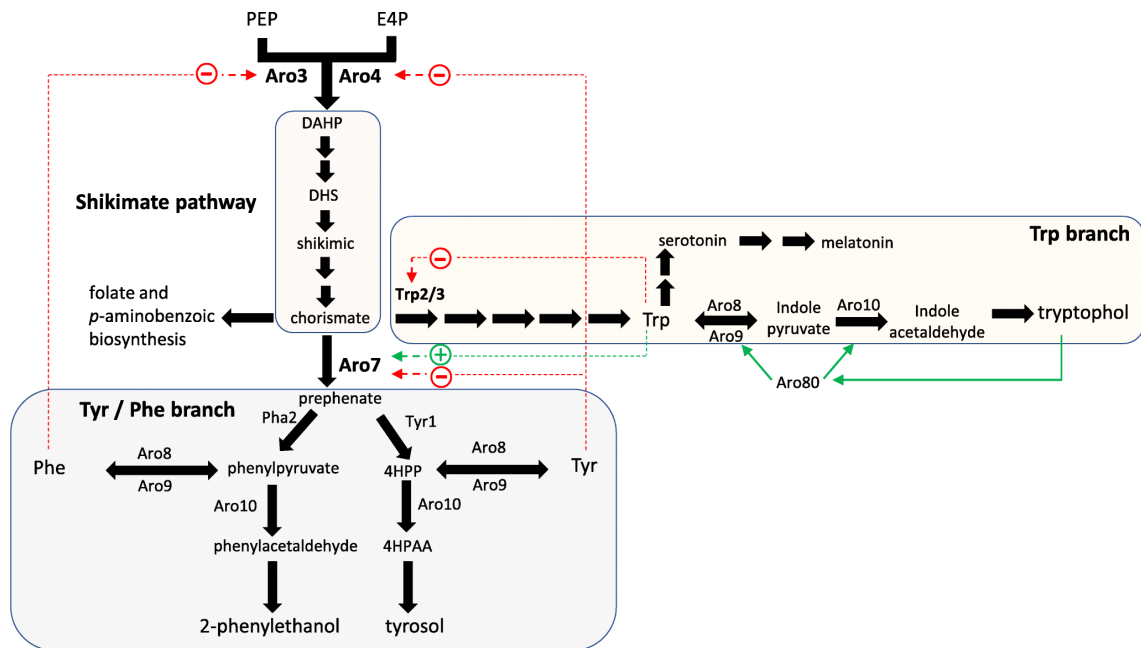 PEP
E4P
−
Aro3
Aro4
−
DAHP
DHS
Shikimate pathway
shikimic
folate and
p-aminobenzoic
biosynthesis
chorismate
Aro7
+
−
prephenate
Trp branch
serotonin
melatonin
−
Trp2/3
Trp
Aro8
Aro9
Indole
pyruvate
Aro10
Indole
acetaldehyde
tryptophol
Aro80
Tyr / Phe branch
Pha2
Tyr1
Phe
Aro8
Aro9
phenylpyruvate
4HPP
Aro8
Aro9
Tyr
Aro10
Aro10
phenylacetaldehyde
4HPAA
2-phenylethanol
tyrosol